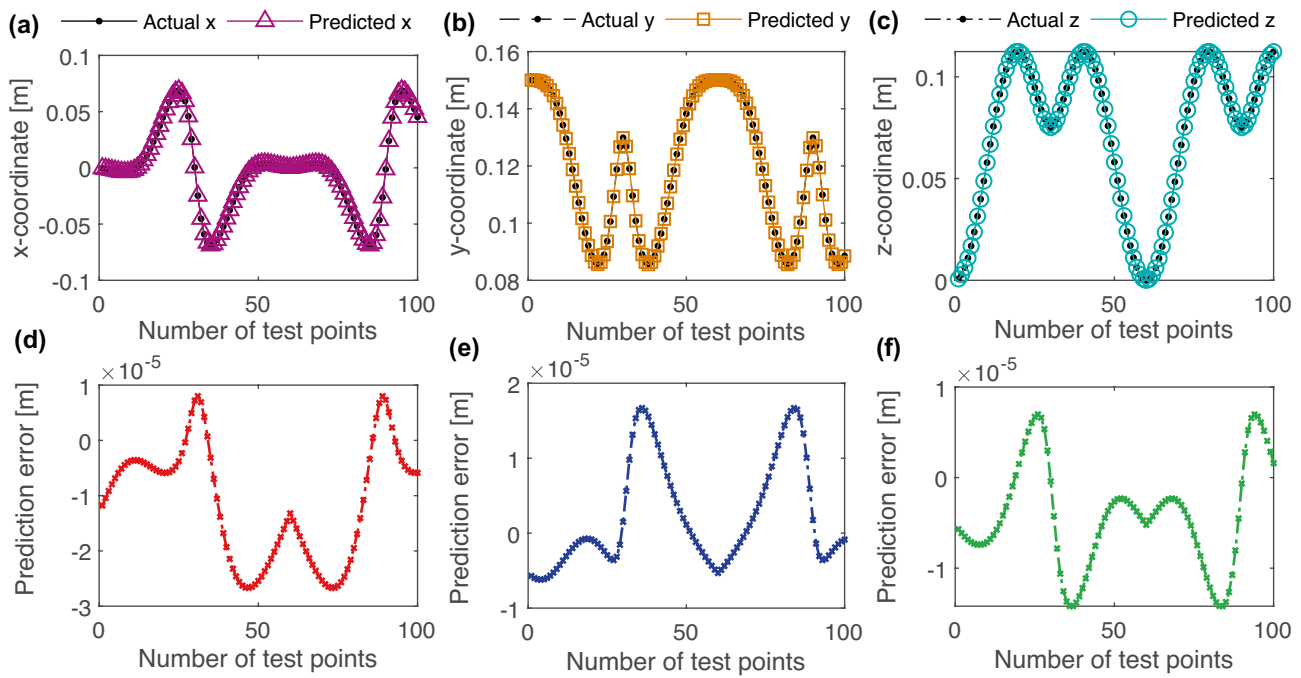 (a) Actual x Predicted x
0.1
0.05
0
-0.05
-0.1
x-coordinate [m]
0 50 100
Number of test points
(b) Actual y Predicted y
0.16
0.14
0.12
0.1
0.08
y-coordinate [m]
0 50 100
Number of test points
(c) Actual z Predicted z
0.1
0.05
0
z-coordinate [m]
0 50 100
Number of test points
(d)
×10-5
1
0
-1
-2
-3
Prediction error [m]
0 50 100
Number of test points
(e)
×10-5
2
1
0
-1
Prediction error [m]
0 50 100
Number of test points
(f)
×10-5
1
0
-1
Prediction error [m]
0 50 100
Number of test points